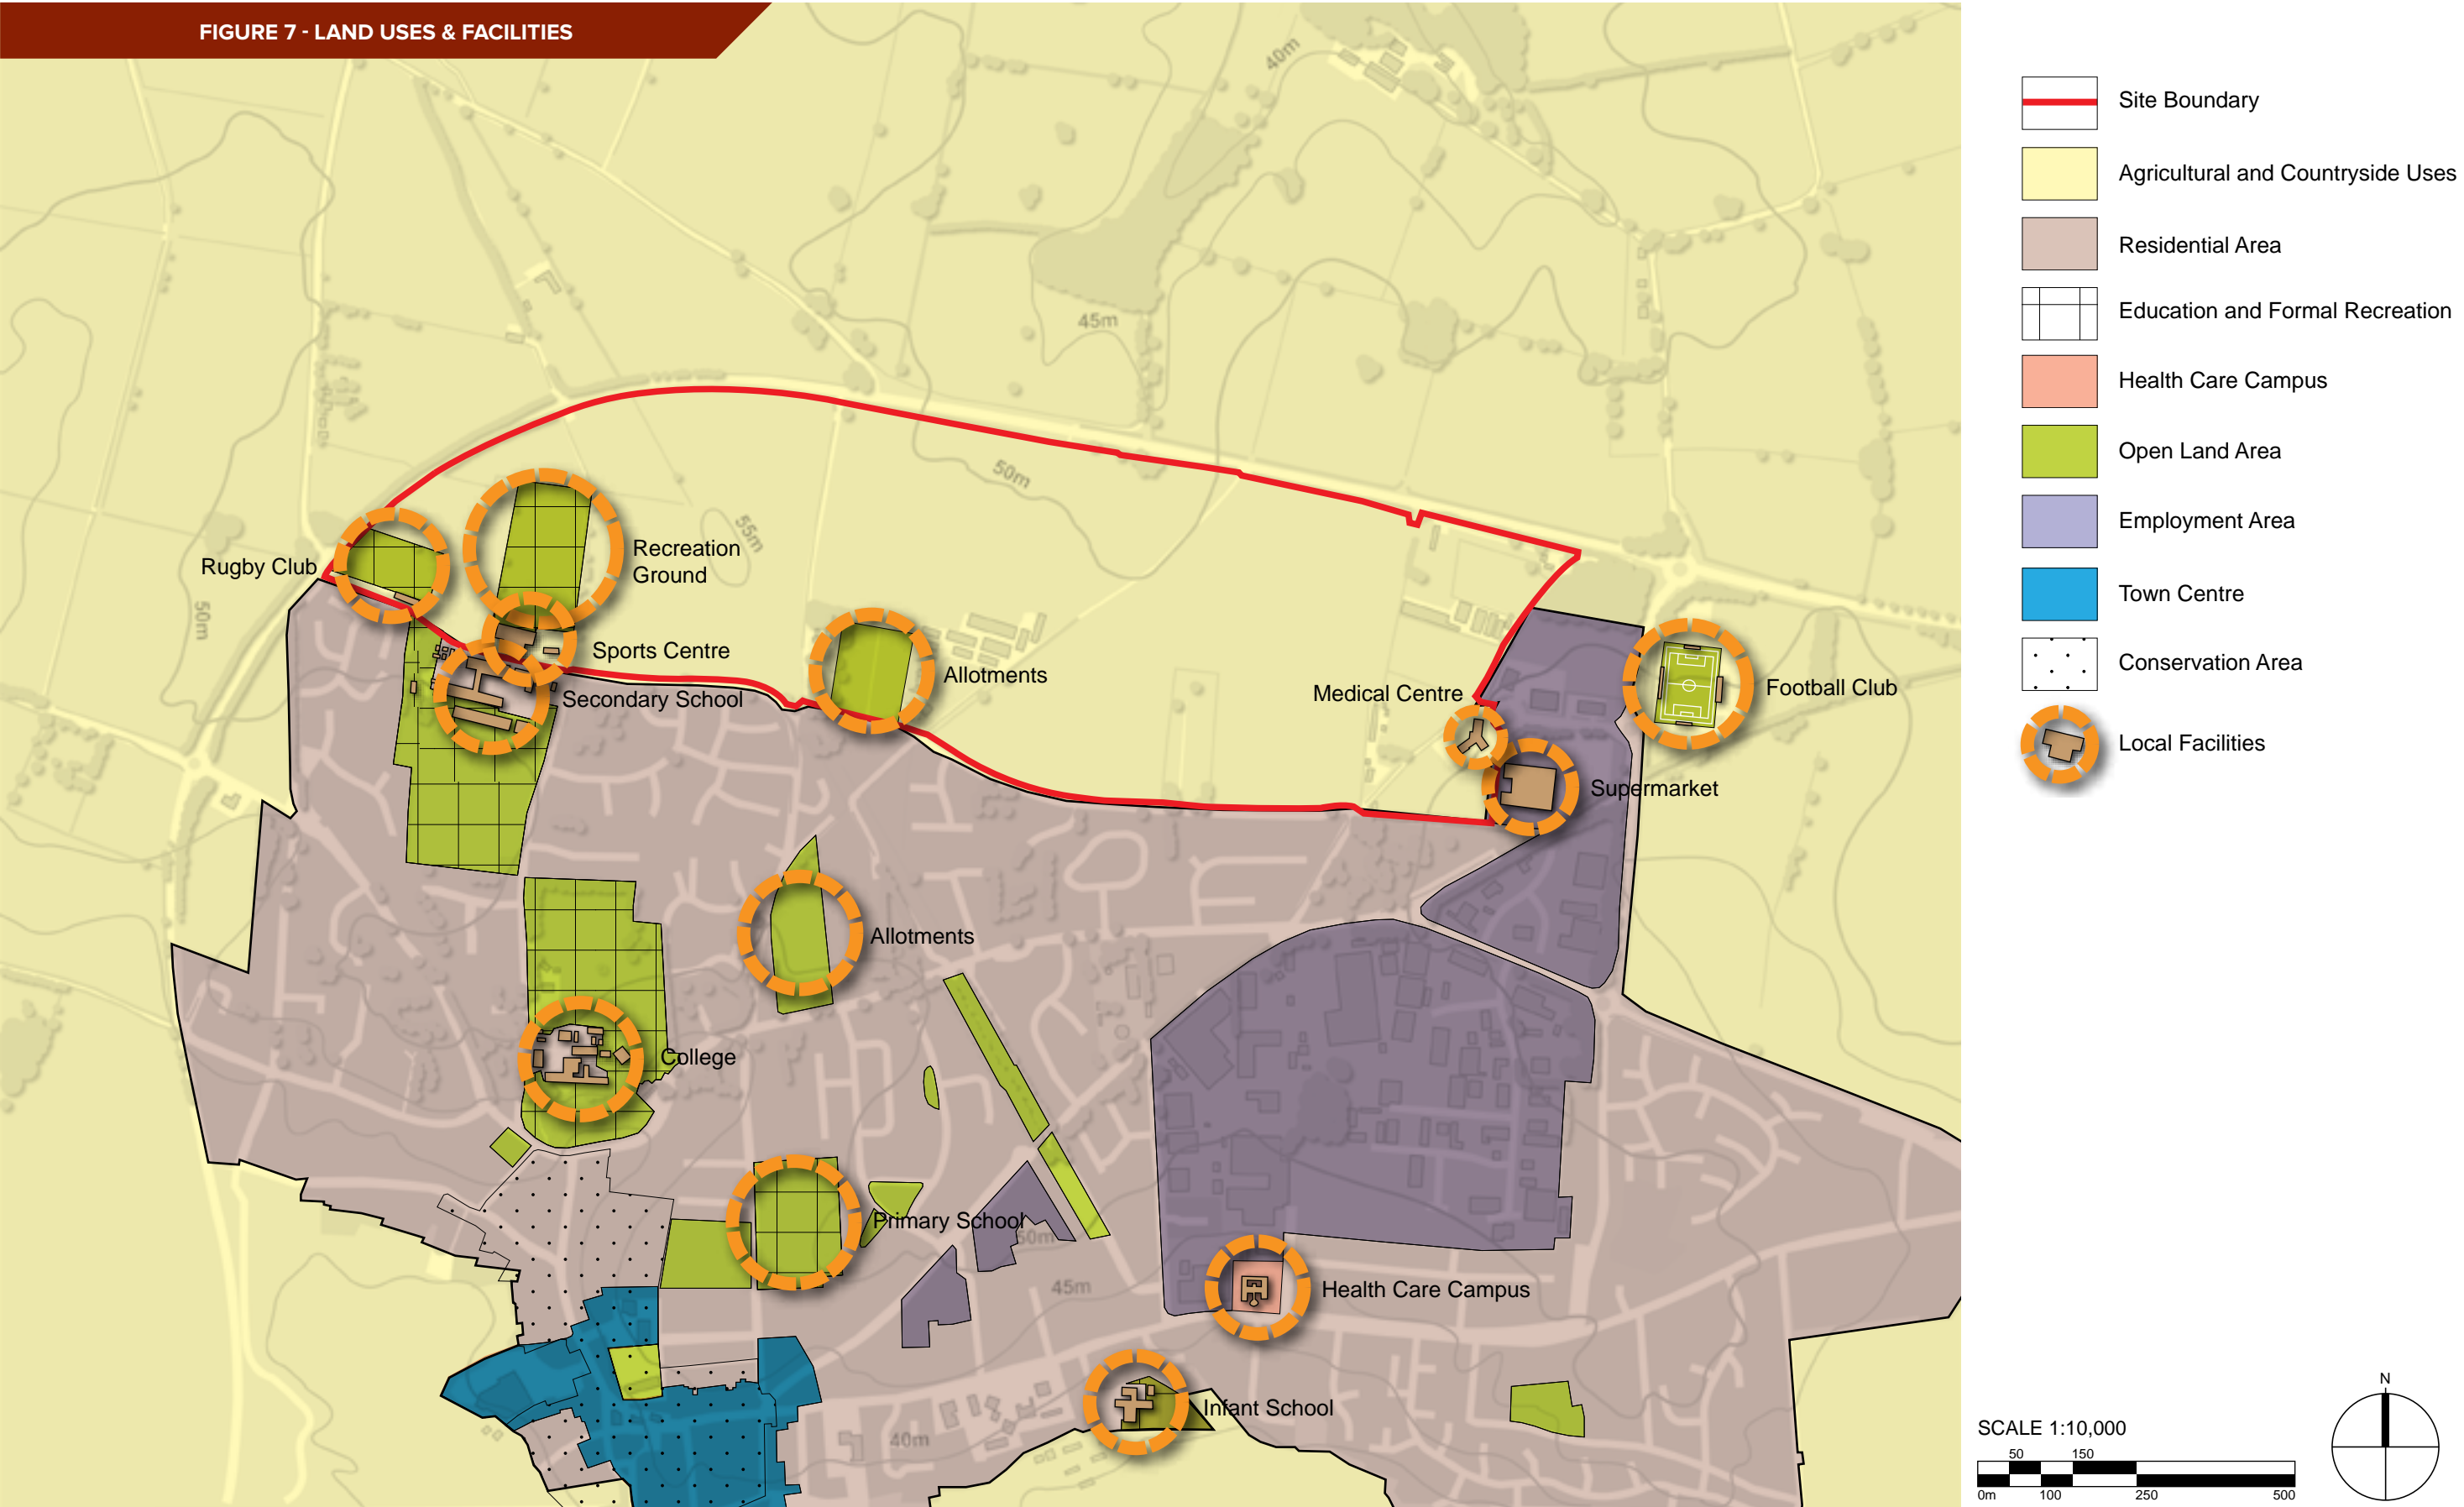 FIGURE 7 - LAND USES & FACILITIES
40m
45m
50m
55m
50m
Rugby Club
Recreation
Ground
Sports Centre
Secondary School
Allotments
Medical Centre
Football Club
Supermarket
Allotments
College
Primary School
50m
45m
Health Care Campus
Infant School
40m
Site Boundary
Agricultural and Countryside Uses
Residential Area
Education and Formal Recreation
Health Care Campus
Open Land Area
Employment Area
Town Centre
Conservation Area
Local Facilities
SCALE 1:10,000
50 150
0m 100 250 500
N